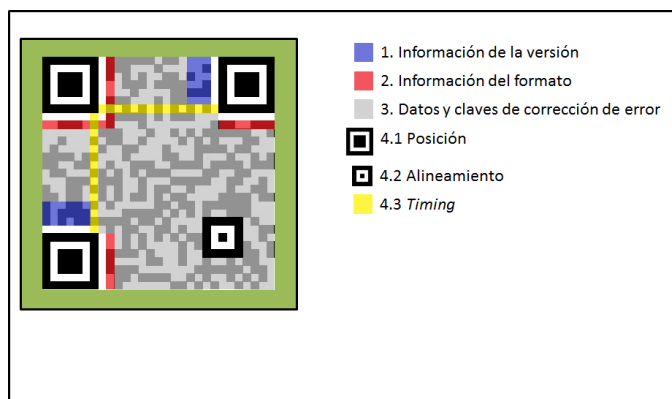 1. Información de la versión
2. Información del formato
3. Datos y claves de corrección de error
4.1 Posición
4.2 Alineamiento
4.3 Timing